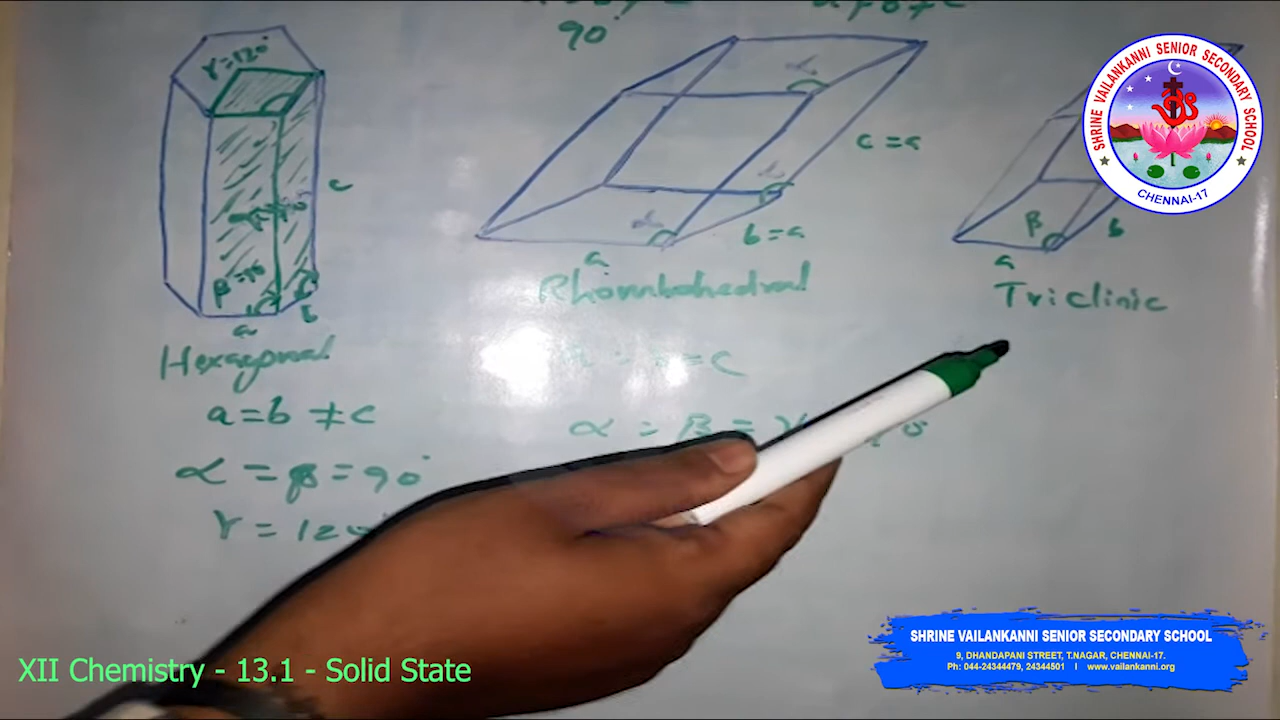 90°
γ=120°
c
a
b
Hexagonal
a=b ≠c
α = β = 90°
γ = 120°
α
α
α
c = a
b = a
a
Rhombohedral
= c
α = β = γ
β
b
a
Triclinic
SHRINE VAILANKANNI SENIOR SECONDARY SCHOOL
CHENNAI-17
XII Chemistry - 13.1 - Solid State
SHRINE VAILANKANNI SENIOR SECONDARY SCHOOL
9, DHANDAPANI STREET, T.NAGAR, CHENNAI-17.
Ph: 044-24344479, 24344501 I www.vailankanni.org